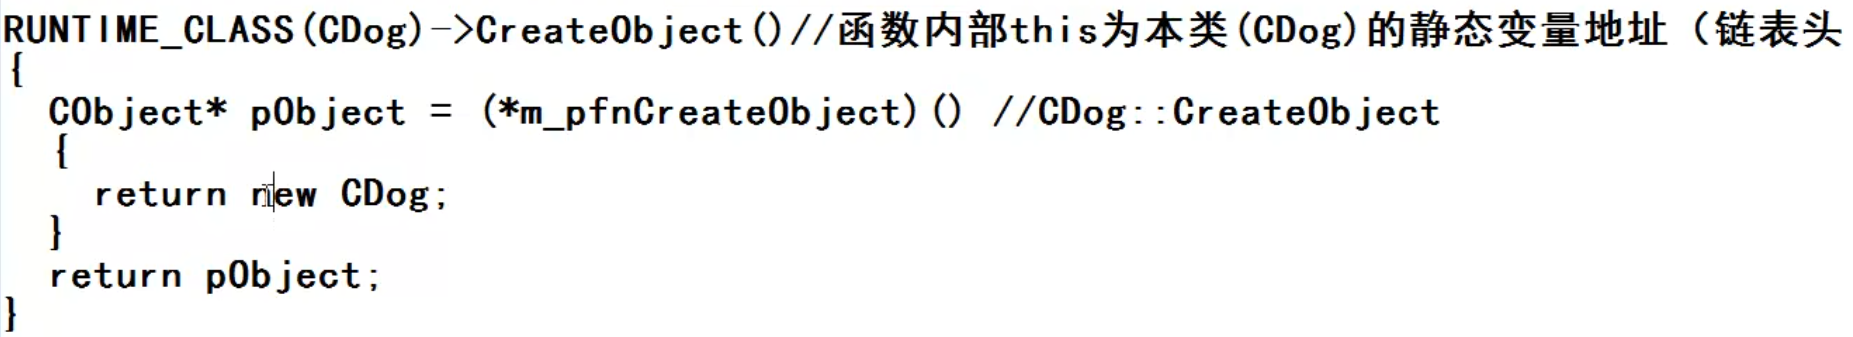 RUNTIME_CLASS(CDog)->CreateObject()//函数内部this为本类(CDog)的静态变量地址（链表头
{
CObject* pObject = (*m_pfnCreateObject)() //CDog::CreateObject
{
return new CDog;
}
return pObject;
}